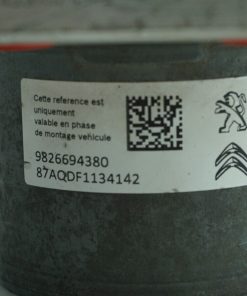 Cette reference est
uniquement
valable en phase
de montage vehicule
9826694380
87AQDF1134142